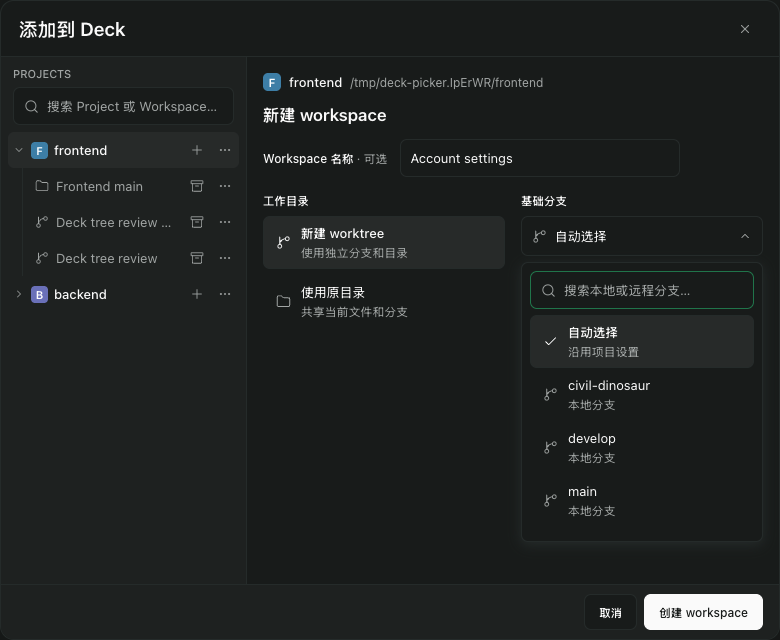 添加到 Deck
PROJECTS
搜索 Project 或 Workspace...
F frontend
Frontend main
Deck tree review ...
Deck tree review
B backend
F frontend /tmp/deck-picker.IpErWR/frontend
新建 workspace
Workspace 名称 · 可选
Account settings
工作目录
新建 worktree
使用独立分支和目录
使用原目录
共享当前文件和分支
基础分支
自动选择
搜索本地或远程分支...
自动选择
沿用项目设置
civil-dinosaur
本地分支
develop
本地分支
main
本地分支
取消
创建 workspace